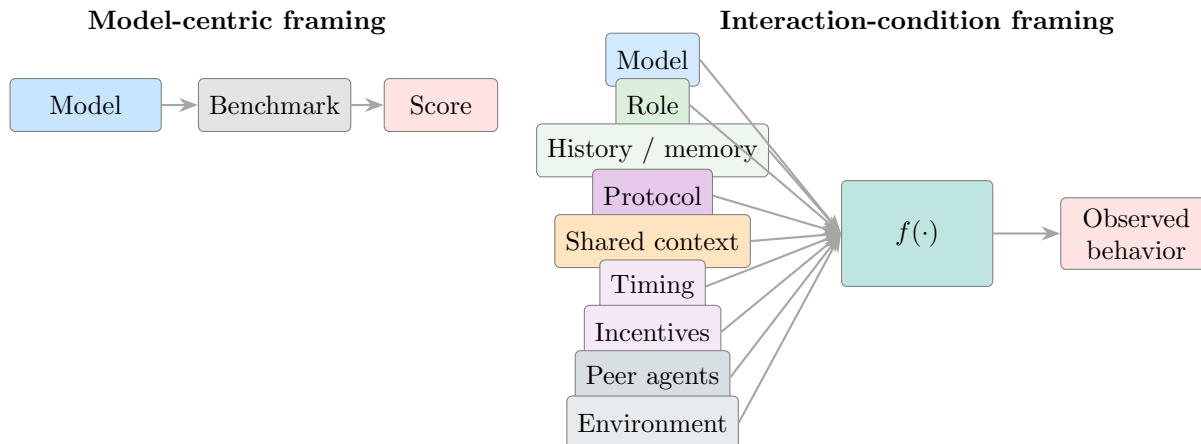 Model-centric framing
Model
Benchmark
Score
Interaction-condition framing
Model
Role
History / memory
Protocol
Shared context
Timing
Incentives
Peer agents
Environment
f(·)
Observed
behavior